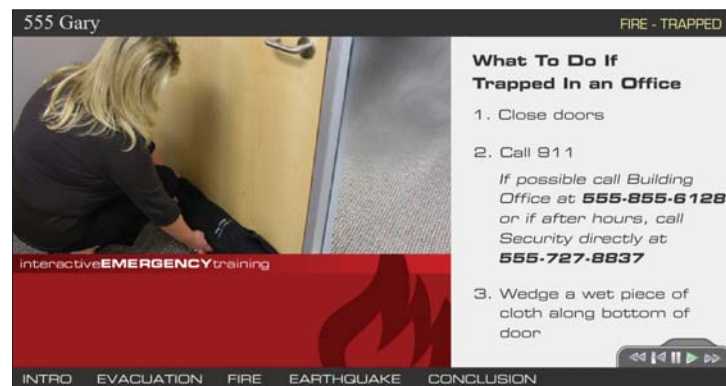 555 Gary
FIRE - TRAPPED
What To Do If
Trapped In an Office
1. Close doors
2. Call 911
If possible call Building
Office at 555-855-6128
or if after hours, call
Security directly at
555-727-8837
3. Wedge a wet piece of
cloth along bottom of
door
interactiveEMERGENCYtraining
INTRO EVACUATION FIRE EARTHQUAKE CONCLUSION